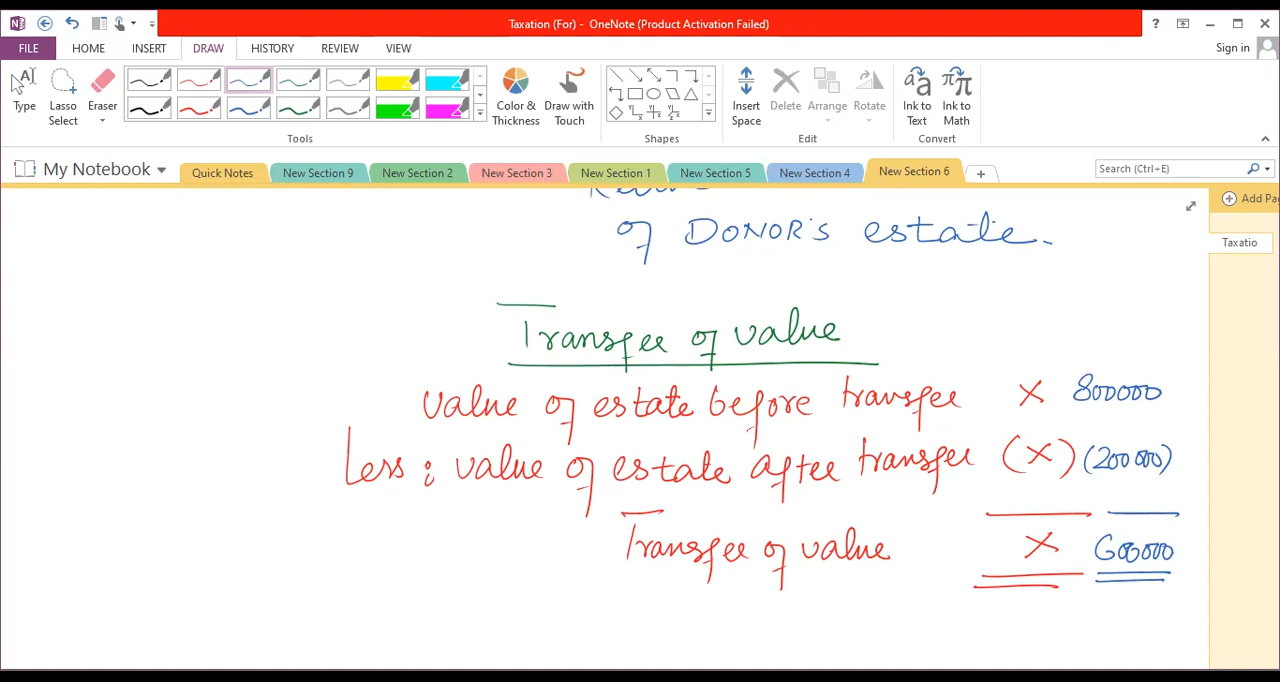 Taxation (For) - OneNote (Product Activation Failed)
?
Sign in
FILE HOME INSERT DRAW HISTORY REVIEW VIEW
Type
Lasso Select
Eraser
Color & Thickness
Draw with Touch
Insert Space
Delete
Arrange
Rotate
Ink to Text
Ink to Math
Tools
Shapes
Edit
Convert
My Notebook
Quick Notes
New Section 9
New Section 2
New Section 3
New Section 1
New Section 5
New Section 4
New Section 6
Search (Ctrl+E)
Add Pa
Taxatio
of DONOR'S estate.
Transfer of value
Value of estate before transfer X 800000
Less: value of estate after transfer (X) (200000)
Transfer of value X 600000